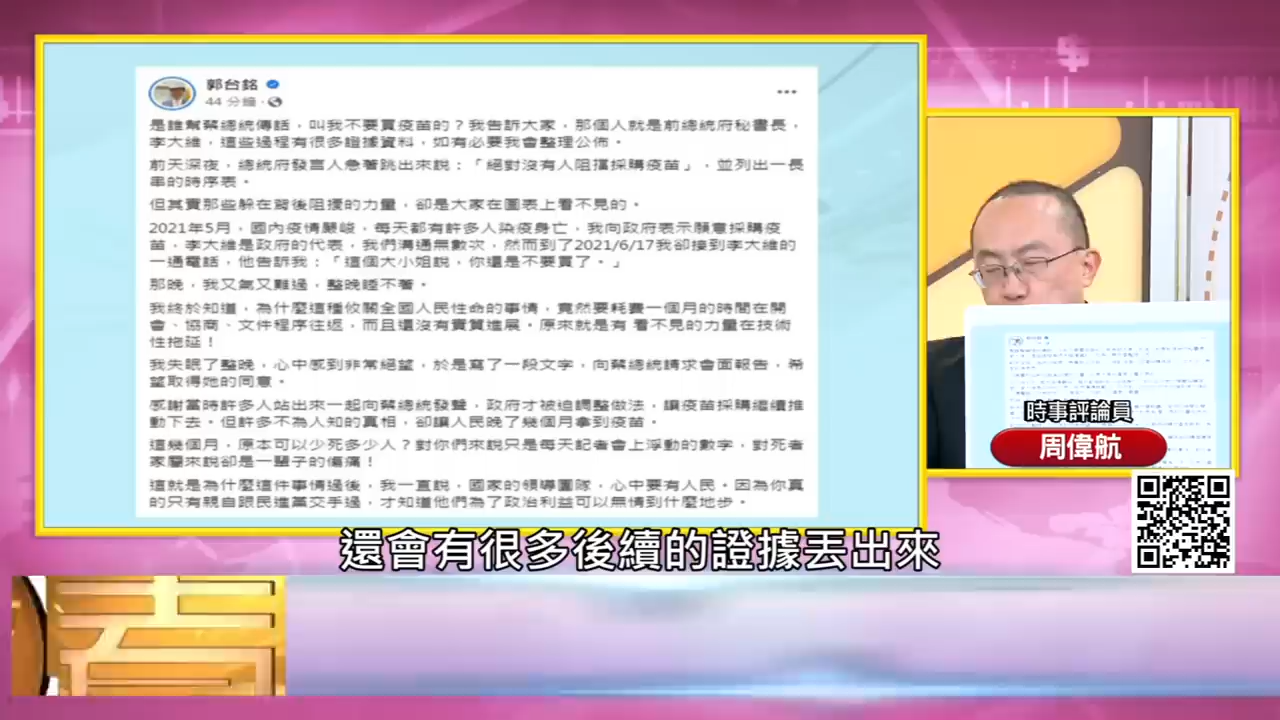 郭台銘
44 分鐘
是誰幫蔡總統傳話，叫我不要買疫苗的？我告訴大家，那個人就是前總統府秘書長，
李大維，這些過程有很多證據資料，如有必要我會整理公佈。
前天深夜，總統府發言人急著跳出來說：「絕對沒有人阻擋採購疫苗」，並列出一長
串的時序表。
但其實那些躲在背後阻擾的力量，卻是大家在圖表上看不見的。
2021年5月，國內疫情嚴峻，每天都有許多人染疫身亡，我向政府表示願意採購疫
苗，李大維是政府的代表，我們溝通無數次，然而到了2021/6/17我卻接到李大維的
一通電話，他告訴我：「這個大小姐說，你還是不要買了。」
那晚，我又氣又難過，整晚睡不著。
我終於知道，為什麼這種攸關全國人民性命的事情，竟然要耗費一個月的時間在開
會、協商、文件程序往返，而且還沒有實質進展。原來就是有 看不見的力量在技術
性拖延！
我失眠了整晚，心中感到非常絕望，於是寫了一段文字，向蔡總統請求會面報告，希
望取得她的同意。
感謝當時許多人站出來一起向蔡總統發聲，政府才被迫調整做法，讓疫苗採購繼續推
動下去。但許多不為人知的真相，卻讓人民晚了幾個月拿到疫苗。
這幾個月，原本可以少死多少人？對你們來說只是每天記者會上浮動的數字，對死者
家屬來說卻是一輩子的傷痛！
這就是為什麼這件事情過後，我一直說，國家的領導團隊，心中要有人民。因為你真
的只有親自跟民進黨交手過，才知道他們為了政治利益可以無情到什麼地步。
時事評論員
周偉航
還會有很多後續的證據丟出來